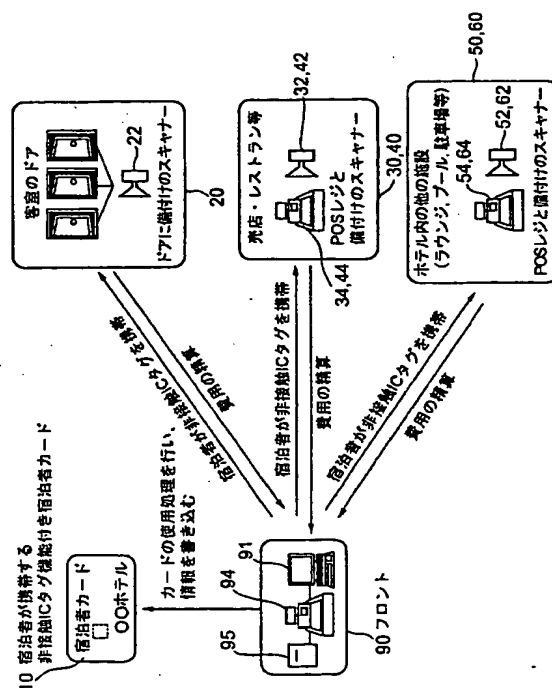 10 宿泊者が携帯する
非接触ICタグ機能付き宿泊者カード
宿泊者カード
○○ホテル
カードの使用処理を行い、
情報を書き込む
95
94
91
90 フロント
宿泊者が非接触ICタグを携帯
費用の精算
宿泊者が非接触ICタグを携帯
費用の精算
宿泊者が非接触ICタグを携帯
費用の精算
客室のドア
22
ドアに備付けのスキャナー
20
売店・レストラン等
32,42
POSレジと
備付けのスキャナー
34,44
30,40
ホテル内の他の施設
(ラウンジ、プール、駐車場等)
50,60
54,64
52,62
POSレジと備付けのスキャナー